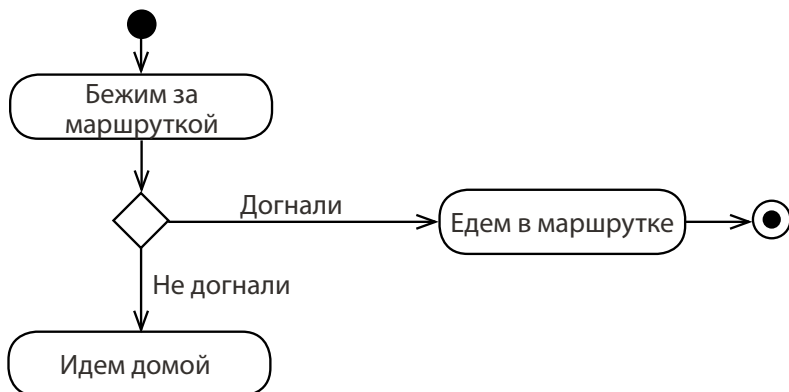 Бежим за
маршруткой
Догнали
Едем в маршрутке
Не догнали
Идем домой